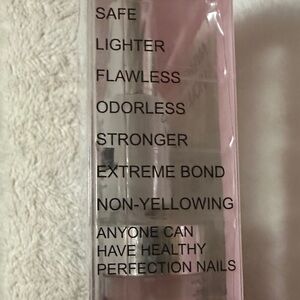 SAFE
LIGHTER
FLAWLESS
ODORLESS
STRONGER
EXTREME BOND
NON-YELLOWING
ANYONE CAN
HAVE HEALTHY
PERFECTION NAILS